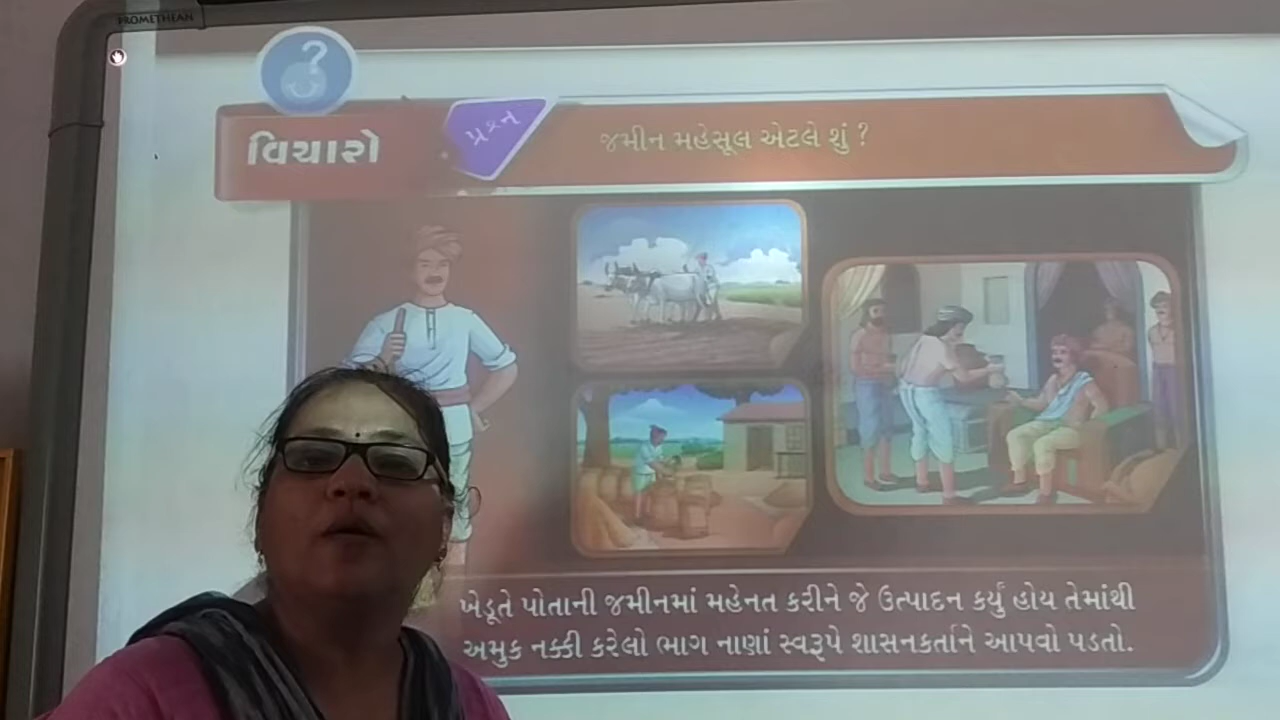 PROMETHEAN
?
વિચારો
પ્રશ્ન
જમીન મહેસૂલ એટલે શું ?
ખેડૂતે પોતાની જમીનમાં મહેનત કરીને જે ઉત્પાદન કર્યું હોય તેમાંથી
અમુક નક્કી કરેલો ભાગ નાણાં સ્વરૂપે શાસનકર્તાને આપવો પડતો.